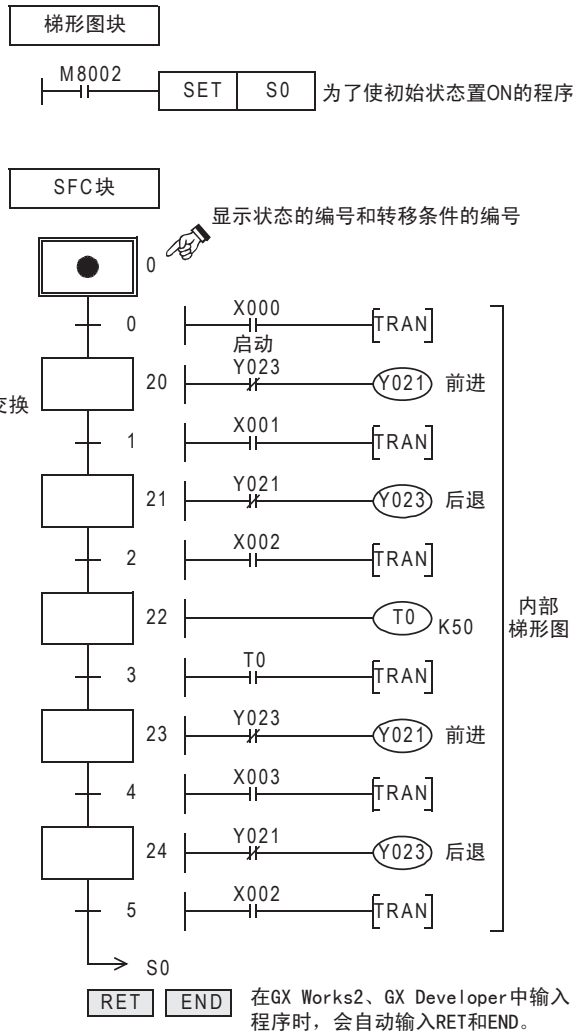 梯形图块
M8002
SET S0 为了使初始状态置ON的程序
SFC块
显示状态的编号和转移条件的编号
0
0 X000 TRAN
启动
20 Y023 Y021 前进
变换
1 X001 TRAN
21 Y021 Y023 后退
2 X002 TRAN
22 T0 K50
内部
梯形图
3 T0 TRAN
23 Y023 Y021 前进
4 X003 TRAN
24 Y021 Y023 后退
5 X002 TRAN
S0
RET END 在GX Works2、GX Developer中输入
程序时，会自动输入RET和END。